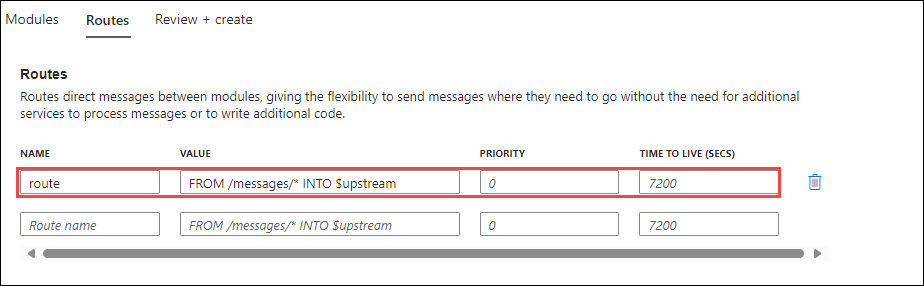 Modules Routes Review + create
Routes
Routes direct messages between modules, giving the flexibility to send messages where they need to go without the need for additional
services to process messages or to write additional code.
NAME VALUE PRIORITY TIME TO LIVE (SECS)
route FROM /messages/* INTO $upstream 0 7200
Route name FROM /messages/* INTO $upstream 0 7200